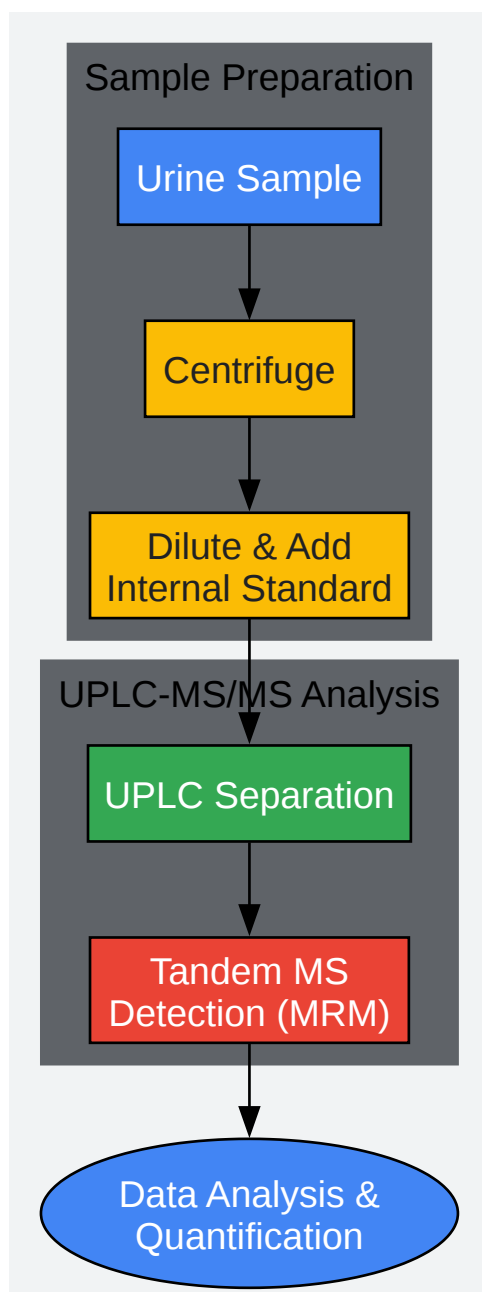 Sample Preparation
Urine Sample
Centrifuge
Dilute & Add
Internal Standard
UPLC-MS/MS Analysis
UPLC Separation
Tandem MS
Detection (MRM)
Data Analysis &
Quantification